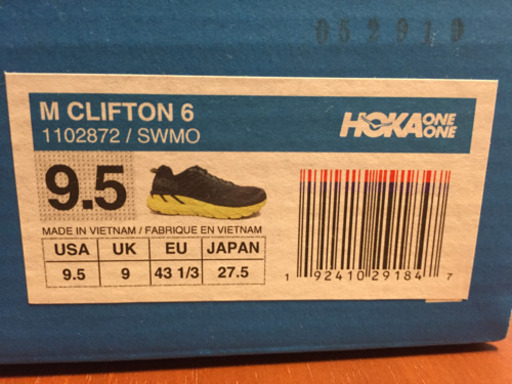 052919
M CLIFTON 6
1102872 / SWMO
HOKA ONE ONE
9.5
MADE IN VIETNAM / FABRIQUE EN VIETNAM
USA UK EU JAPAN
9.5 9 43 1/3 27.5
1 92410 29184 7